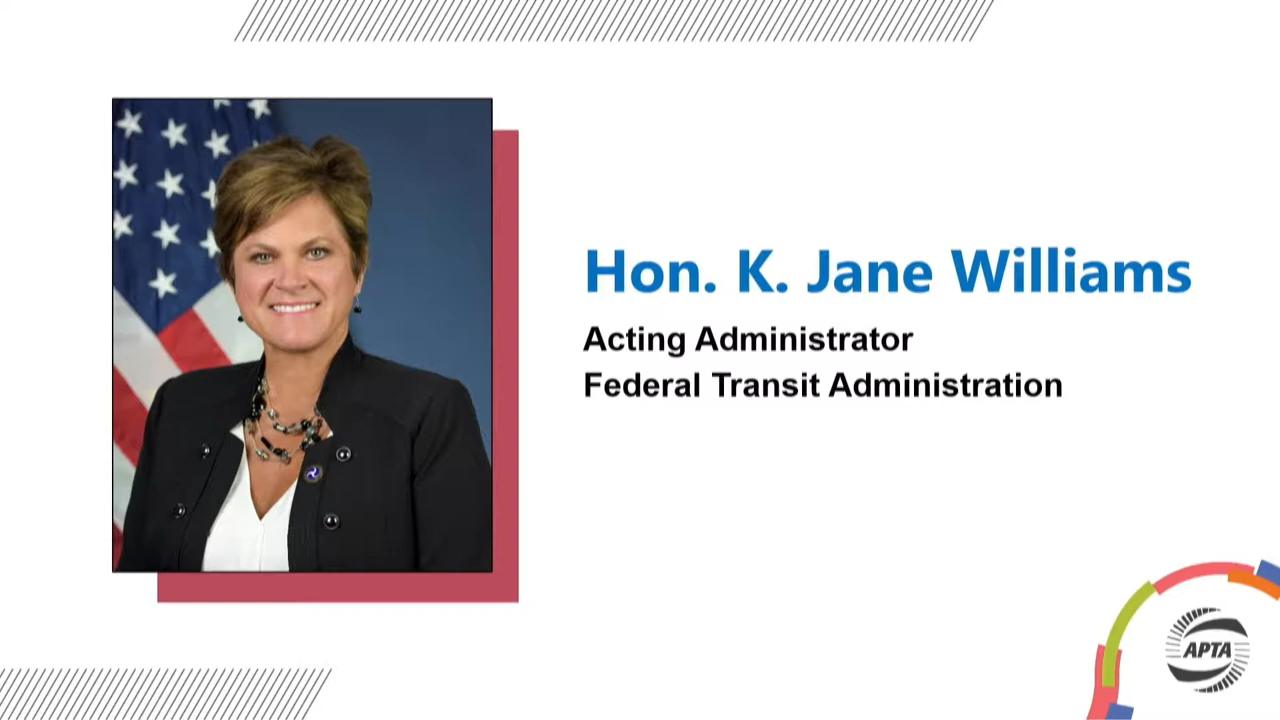 Hon. K. Jane Williams
Acting Administrator
Federal Transit Administration
APTA